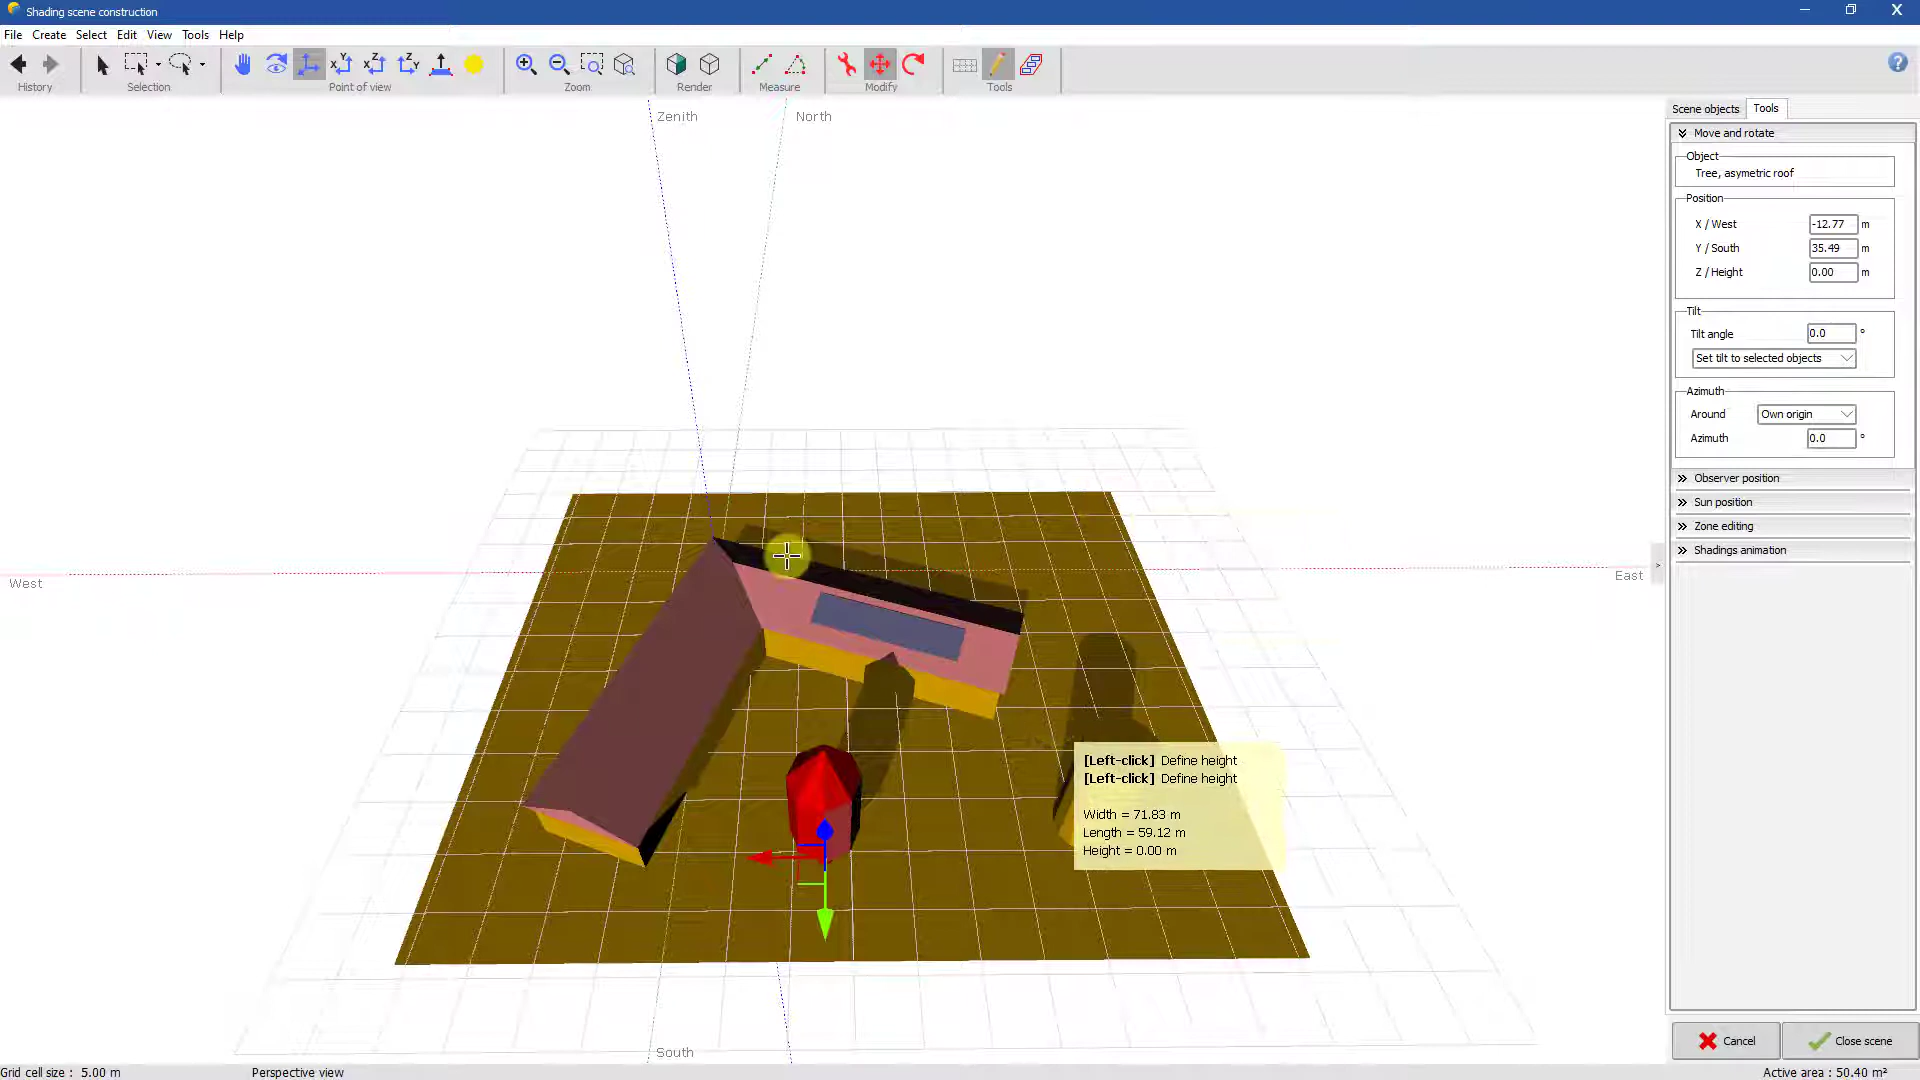 Shading scene construction
File Create Select Edit View Tools Help
History Selection Point of view Zoom Render Measure Modify Tools
Zenith North
West
East
South
[Left-click] Define height
[Left-click] Define height
Width = 71.83 m
Length = 59.12 m
Height = 0.00 m
Scene objects Tools
Move and rotate
Object
Tree, asymetric roof
Position
X / West -12.77 m
Y / South 35.49 m
Z / Height 0.00 m
Tilt
Tilt angle 0.0 °
Set tilt to selected objects
Azimuth
Around Own origin
Azimuth 0.0 °
Observer position
Sun position
Zone editing
Shadings animation
Cancel Close scene
Grid cell size : 5.00 m Perspective view Active area : 50.40 m²